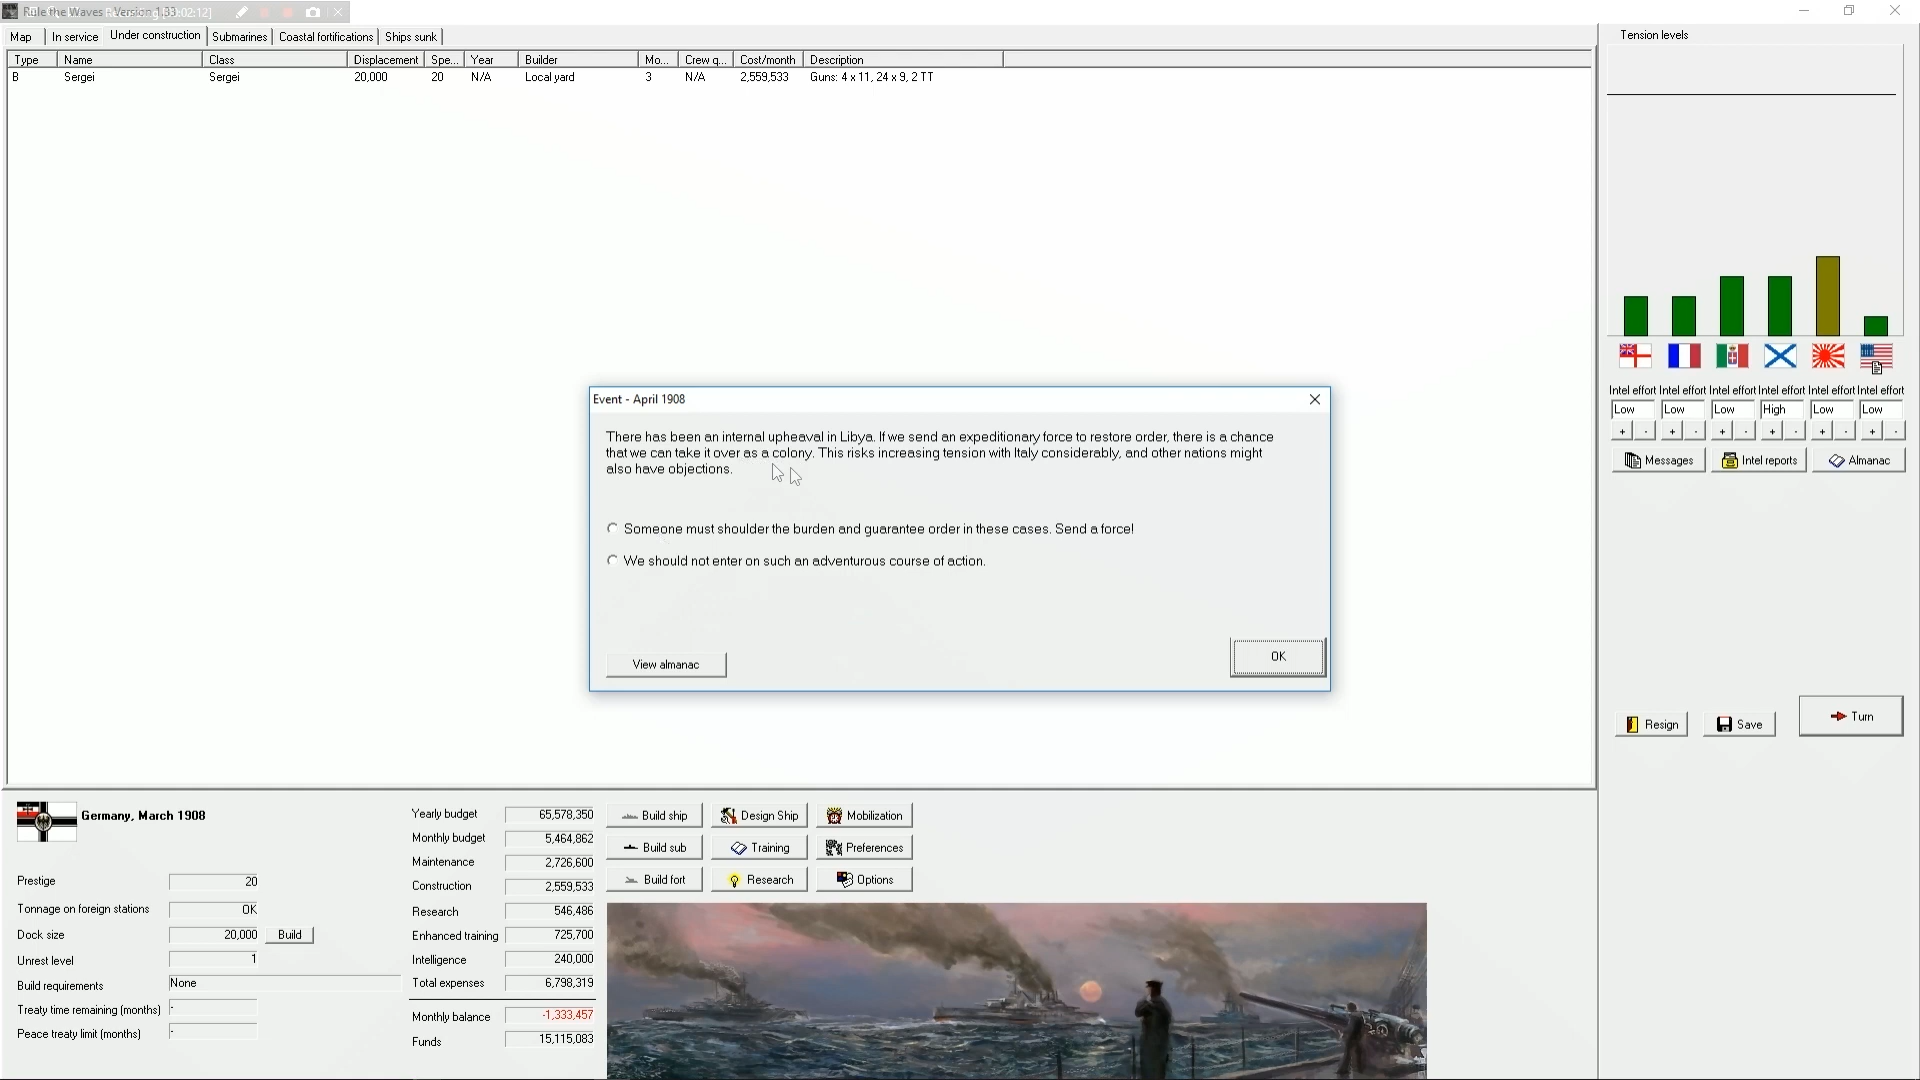 Rule the Waves - Version 1.33
02:12]
Map In service Under construction Submarines Coastal fortifications Ships sunk
Type Name Class Displacement Spe... Year Builder Mo... Crew q... Cost/month Description
B Sergei Sergei 20,000 20 N/A Local yard 3 N/A 2,559,533 Guns: 4 x 11, 24 x 9, 2 TT
Tension levels
Event - April 1908
There has been an internal upheaval in Libya. If we send an expeditionary force to restore order, there is a chance
that we can take it over as a colony. This risks increasing tension with Italy considerably, and other nations might
also have objections.
Someone must shoulder the burden and guarantee order in these cases. Send a force!
We should not enter on such an adventurous course of action.
View almanac OK
Intel effort Intel effort Intel effort Intel effort Intel effort Intel effort
Low Low Low High Low Low
+ - + - + - + - + - + -
Messages Intel reports Almanac
Resign Save Turn
Germany, March 1908
Prestige 20
Tonnage on foreign stations OK
Dock size 20,000 Build
Unrest level 1
Build requirements None
Treaty time remaining (months) -
Peace treaty limit (months) -
Yearly budget 65,578,350
Monthly budget 5,464,862
Maintenance 2,726,600
Construction 2,559,533
Research 546,486
Enhanced training 725,700
Intelligence 240,000
Total expenses 6,798,319
Monthly balance -1,333,457
Funds 15,115,083
Build ship Design Ship Mobilization
Build sub Training Preferences
Build fort Research Options